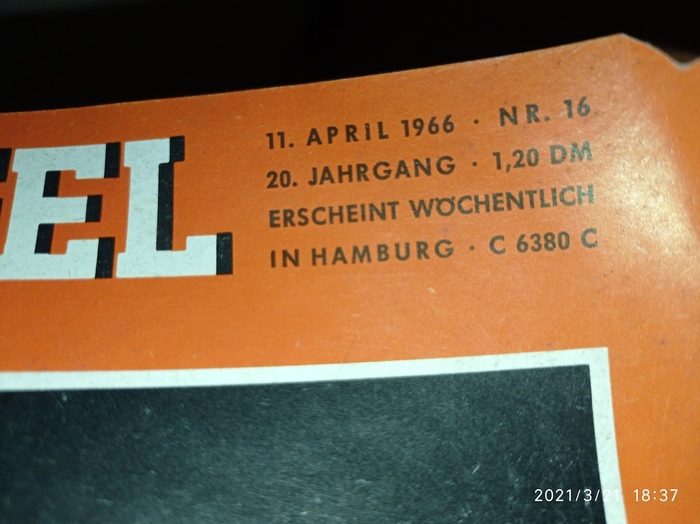 EL
11. APRIL 1966 · NR. 16
20. JAHRGANG · 1,20 DM
ERSCHEINT WÖCHENTLICH
IN HAMBURG · C 6380 C
2021/3/21 18:37